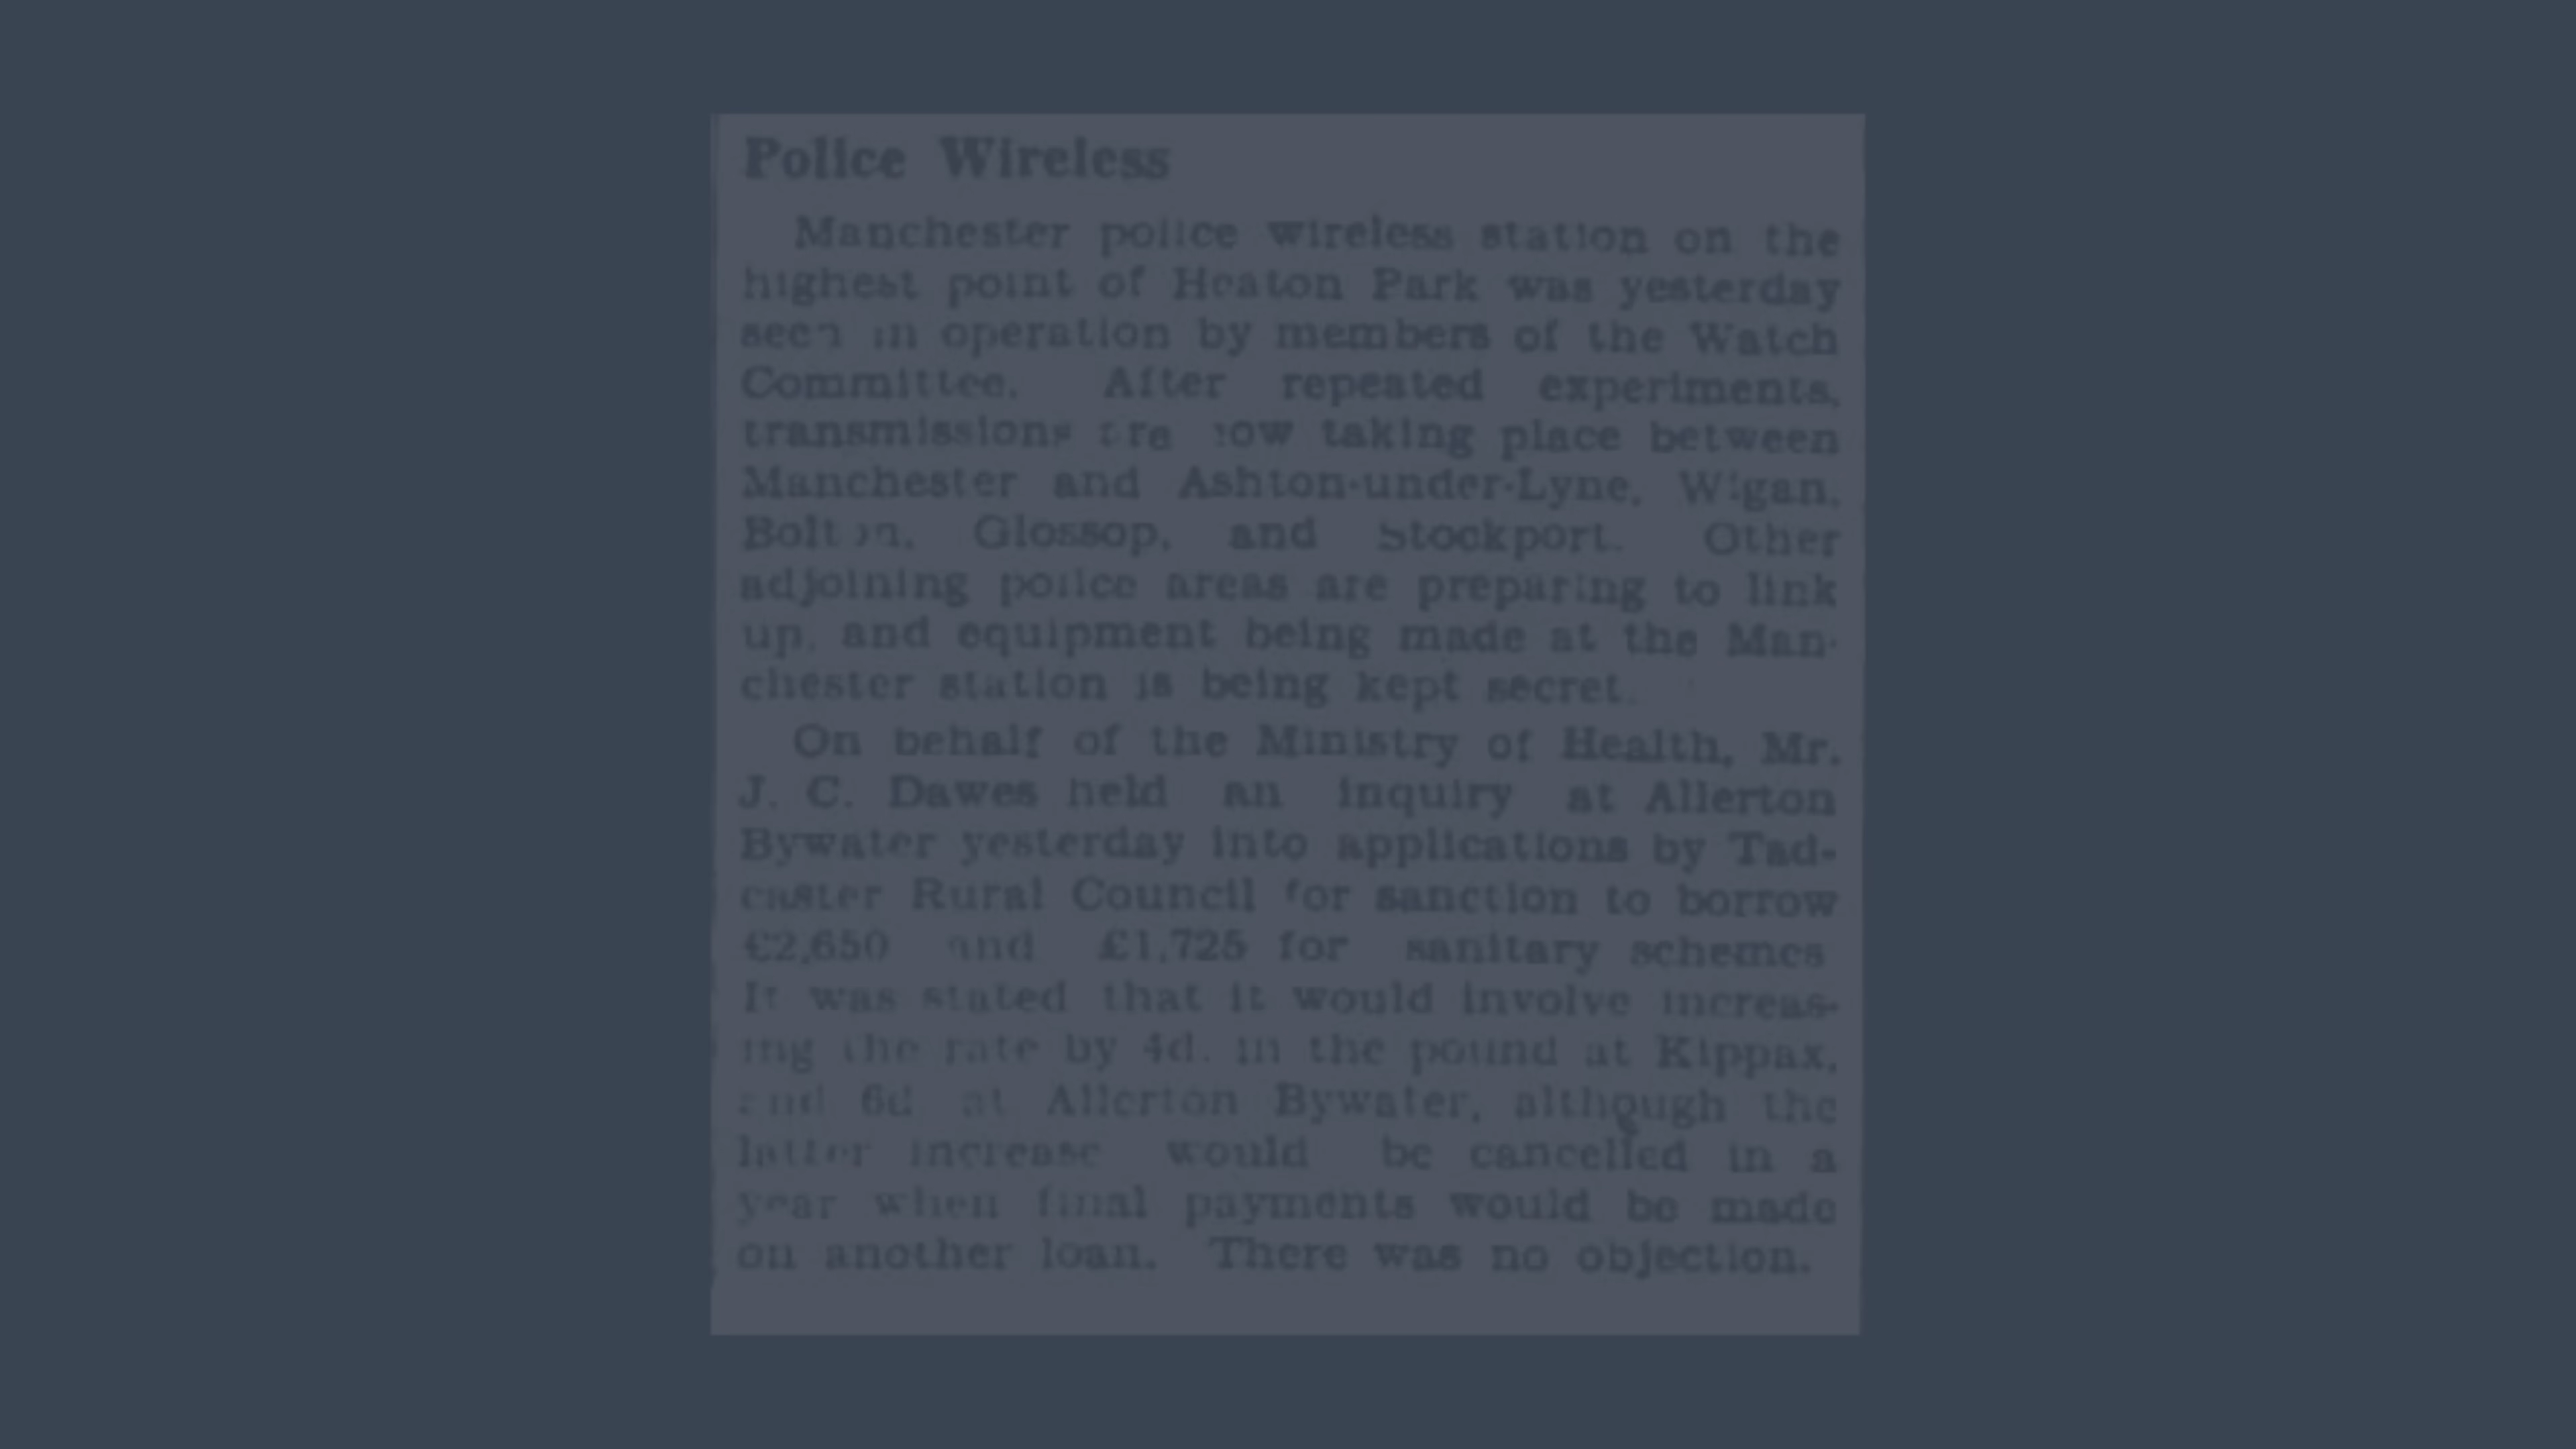 Police Wireless
Manchester police wireless station on the
highest point of Heaton Park was yesterday
seen in operation by members of the Watch
Committee. After repeated experiments,
transmissions are now taking place between
Manchester and Ashton-under-Lyne, Wigan,
Bolton, Glossop, and Stockport. Other
adjoining police areas are preparing to link
up, and equipment being made at the Man-
chester station is being kept secret.
On behalf of the Ministry of Health, Mr.
J. C. Dawes held an inquiry at Allerton
Bywater yesterday into applications by Tad-
caster Rural Council for sanction to borrow
£2,650 and £1,725 for sanitary schemes
It was stated that it would involve increas-
ing the rate by 4d. in the pound at Kippax,
and 6d. at Allerton Bywater, although the
latter increase would be cancelled in a
year when final payments would be made
on another loan. There was no objection.